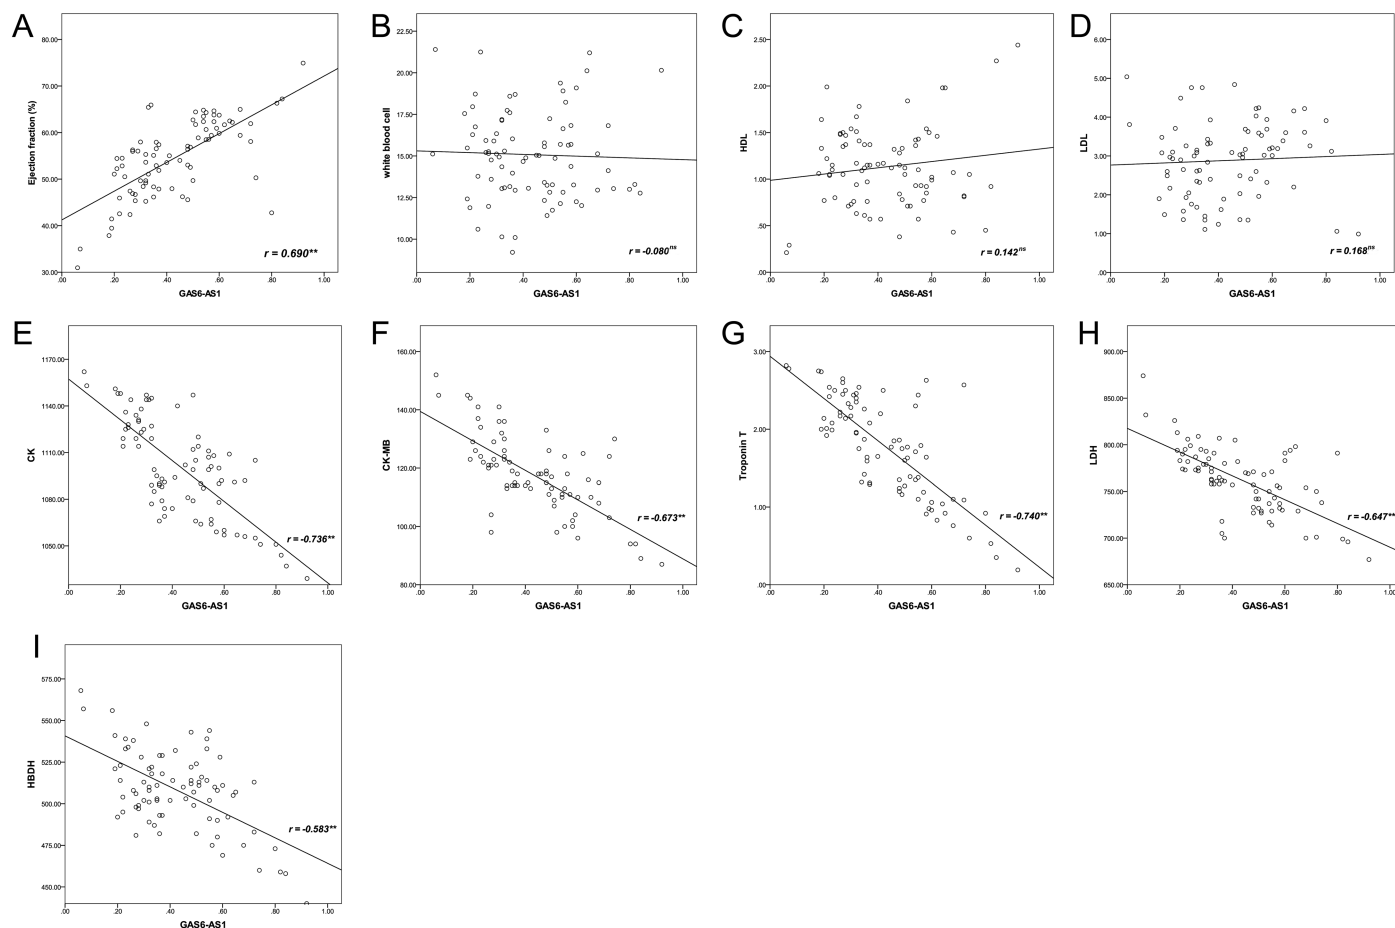 A
Ejection fraction (%)
80.00
70.00
60.00
50.00
40.00
30.00
r = 0.690**
.00 .20 .40 .60 .80 1.00
GAS6-AS1
B
white blood cell
22.50
20.00
17.50
15.00
12.50
10.00
r = -0.080ns
.00 .20 .40 .60 .80 1.00
GAS6-AS1
C
HDL
2.50
2.00
1.50
1.00
.50
.00
r = 0.142ns
.00 .20 .40 .60 .80 1.00
GAS6-AS1
D
LDL
6.00
5.00
4.00
3.00
2.00
1.00
.00
r = 0.168ns
.00 .20 .40 .60 .80 1.00
GAS6-AS1
E
CK
1170.00
1140.00
1110.00
1080.00
1050.00
r = -0.736**
.00 .20 .40 .60 .80 1.00
GAS6-AS1
F
CK-MB
160.00
140.00
120.00
100.00
80.00
r = -0.673**
.00 .20 .40 .60 .80 1.00
GAS6-AS1
G
Troponin T
3.00
2.00
1.00
.00
r = -0.740**
.00 .20 .40 .60 .80 1.00
GAS6-AS1
H
LDH
900.00
850.00
800.00
750.00
700.00
650.00
r = -0.647**
.00 .20 .40 .60 .80 1.00
GAS6-AS1
I
HBDH
575.00
550.00
525.00
500.00
475.00
450.00
r = -0.583**
.00 .20 .40 .60 .80 1.00
GAS6-AS1